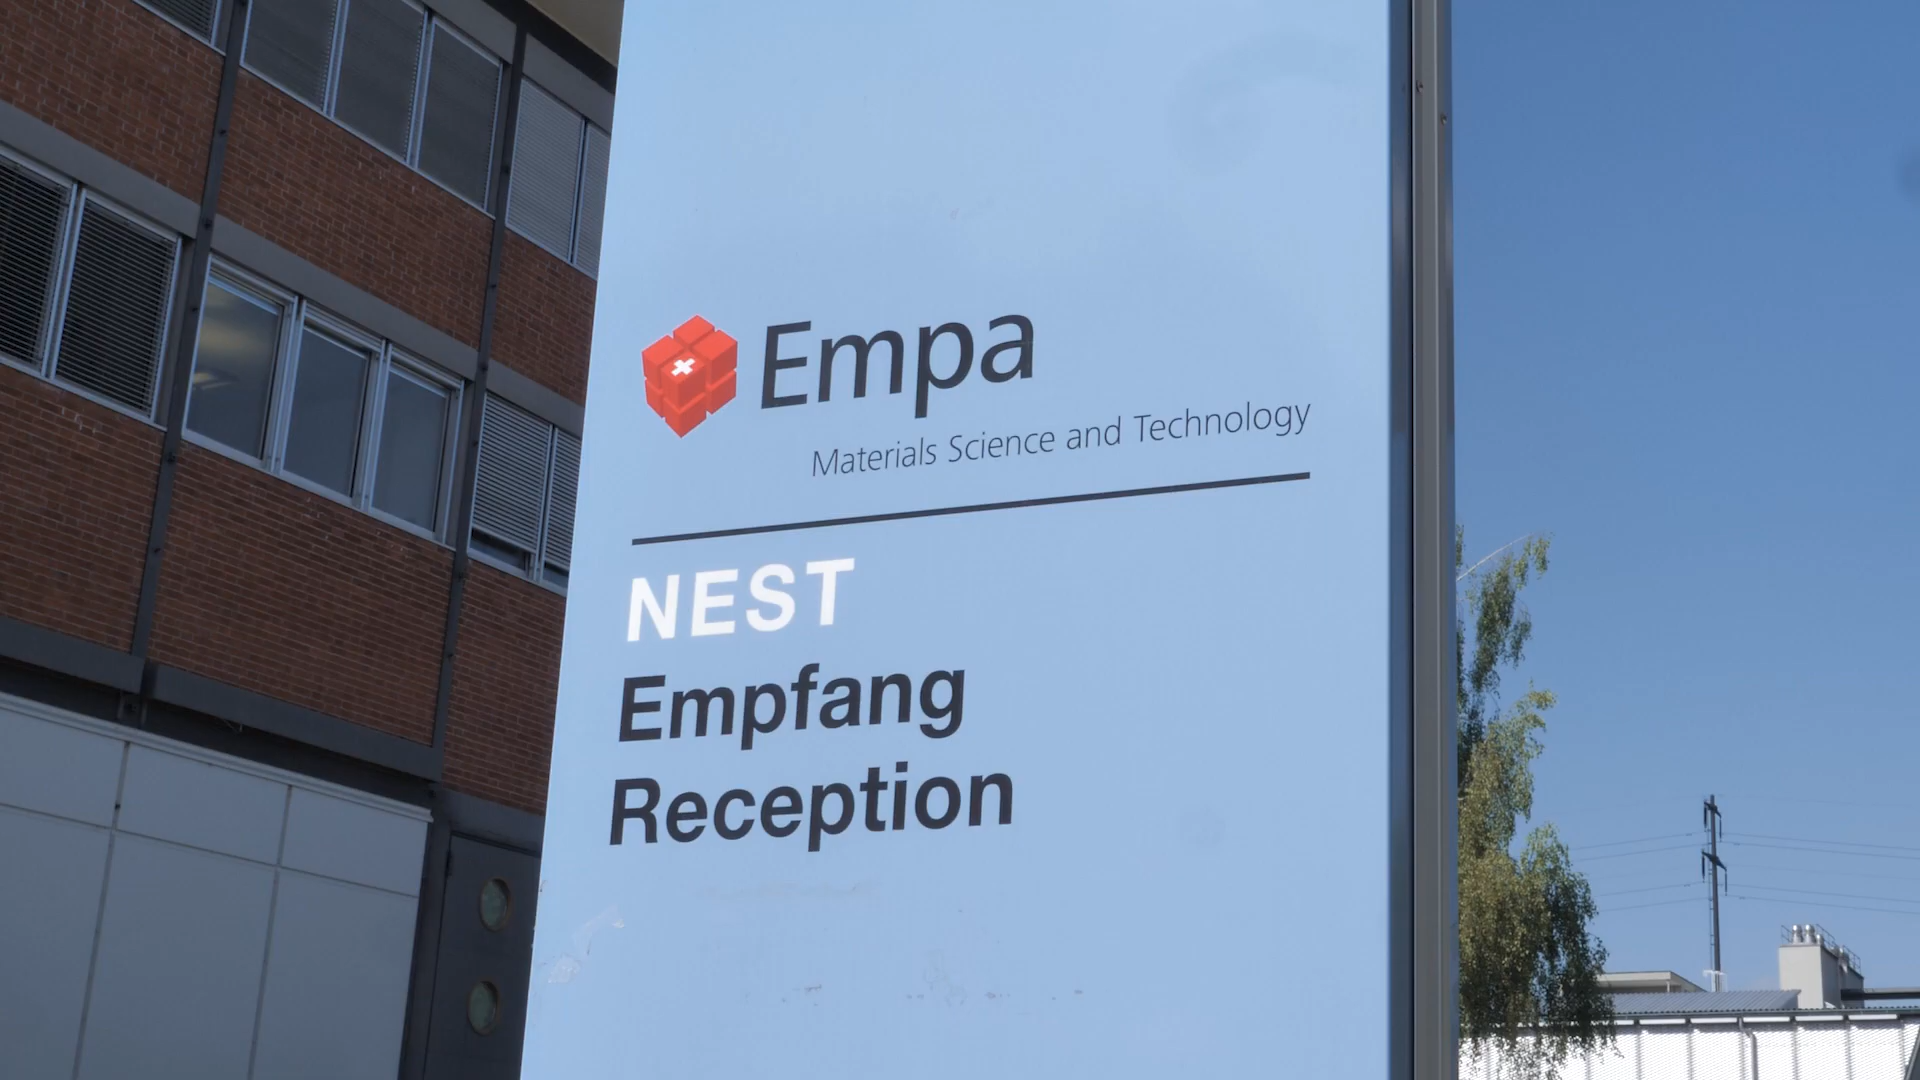 Empa
Materials Science and Technology
NEST
Empfang
Reception